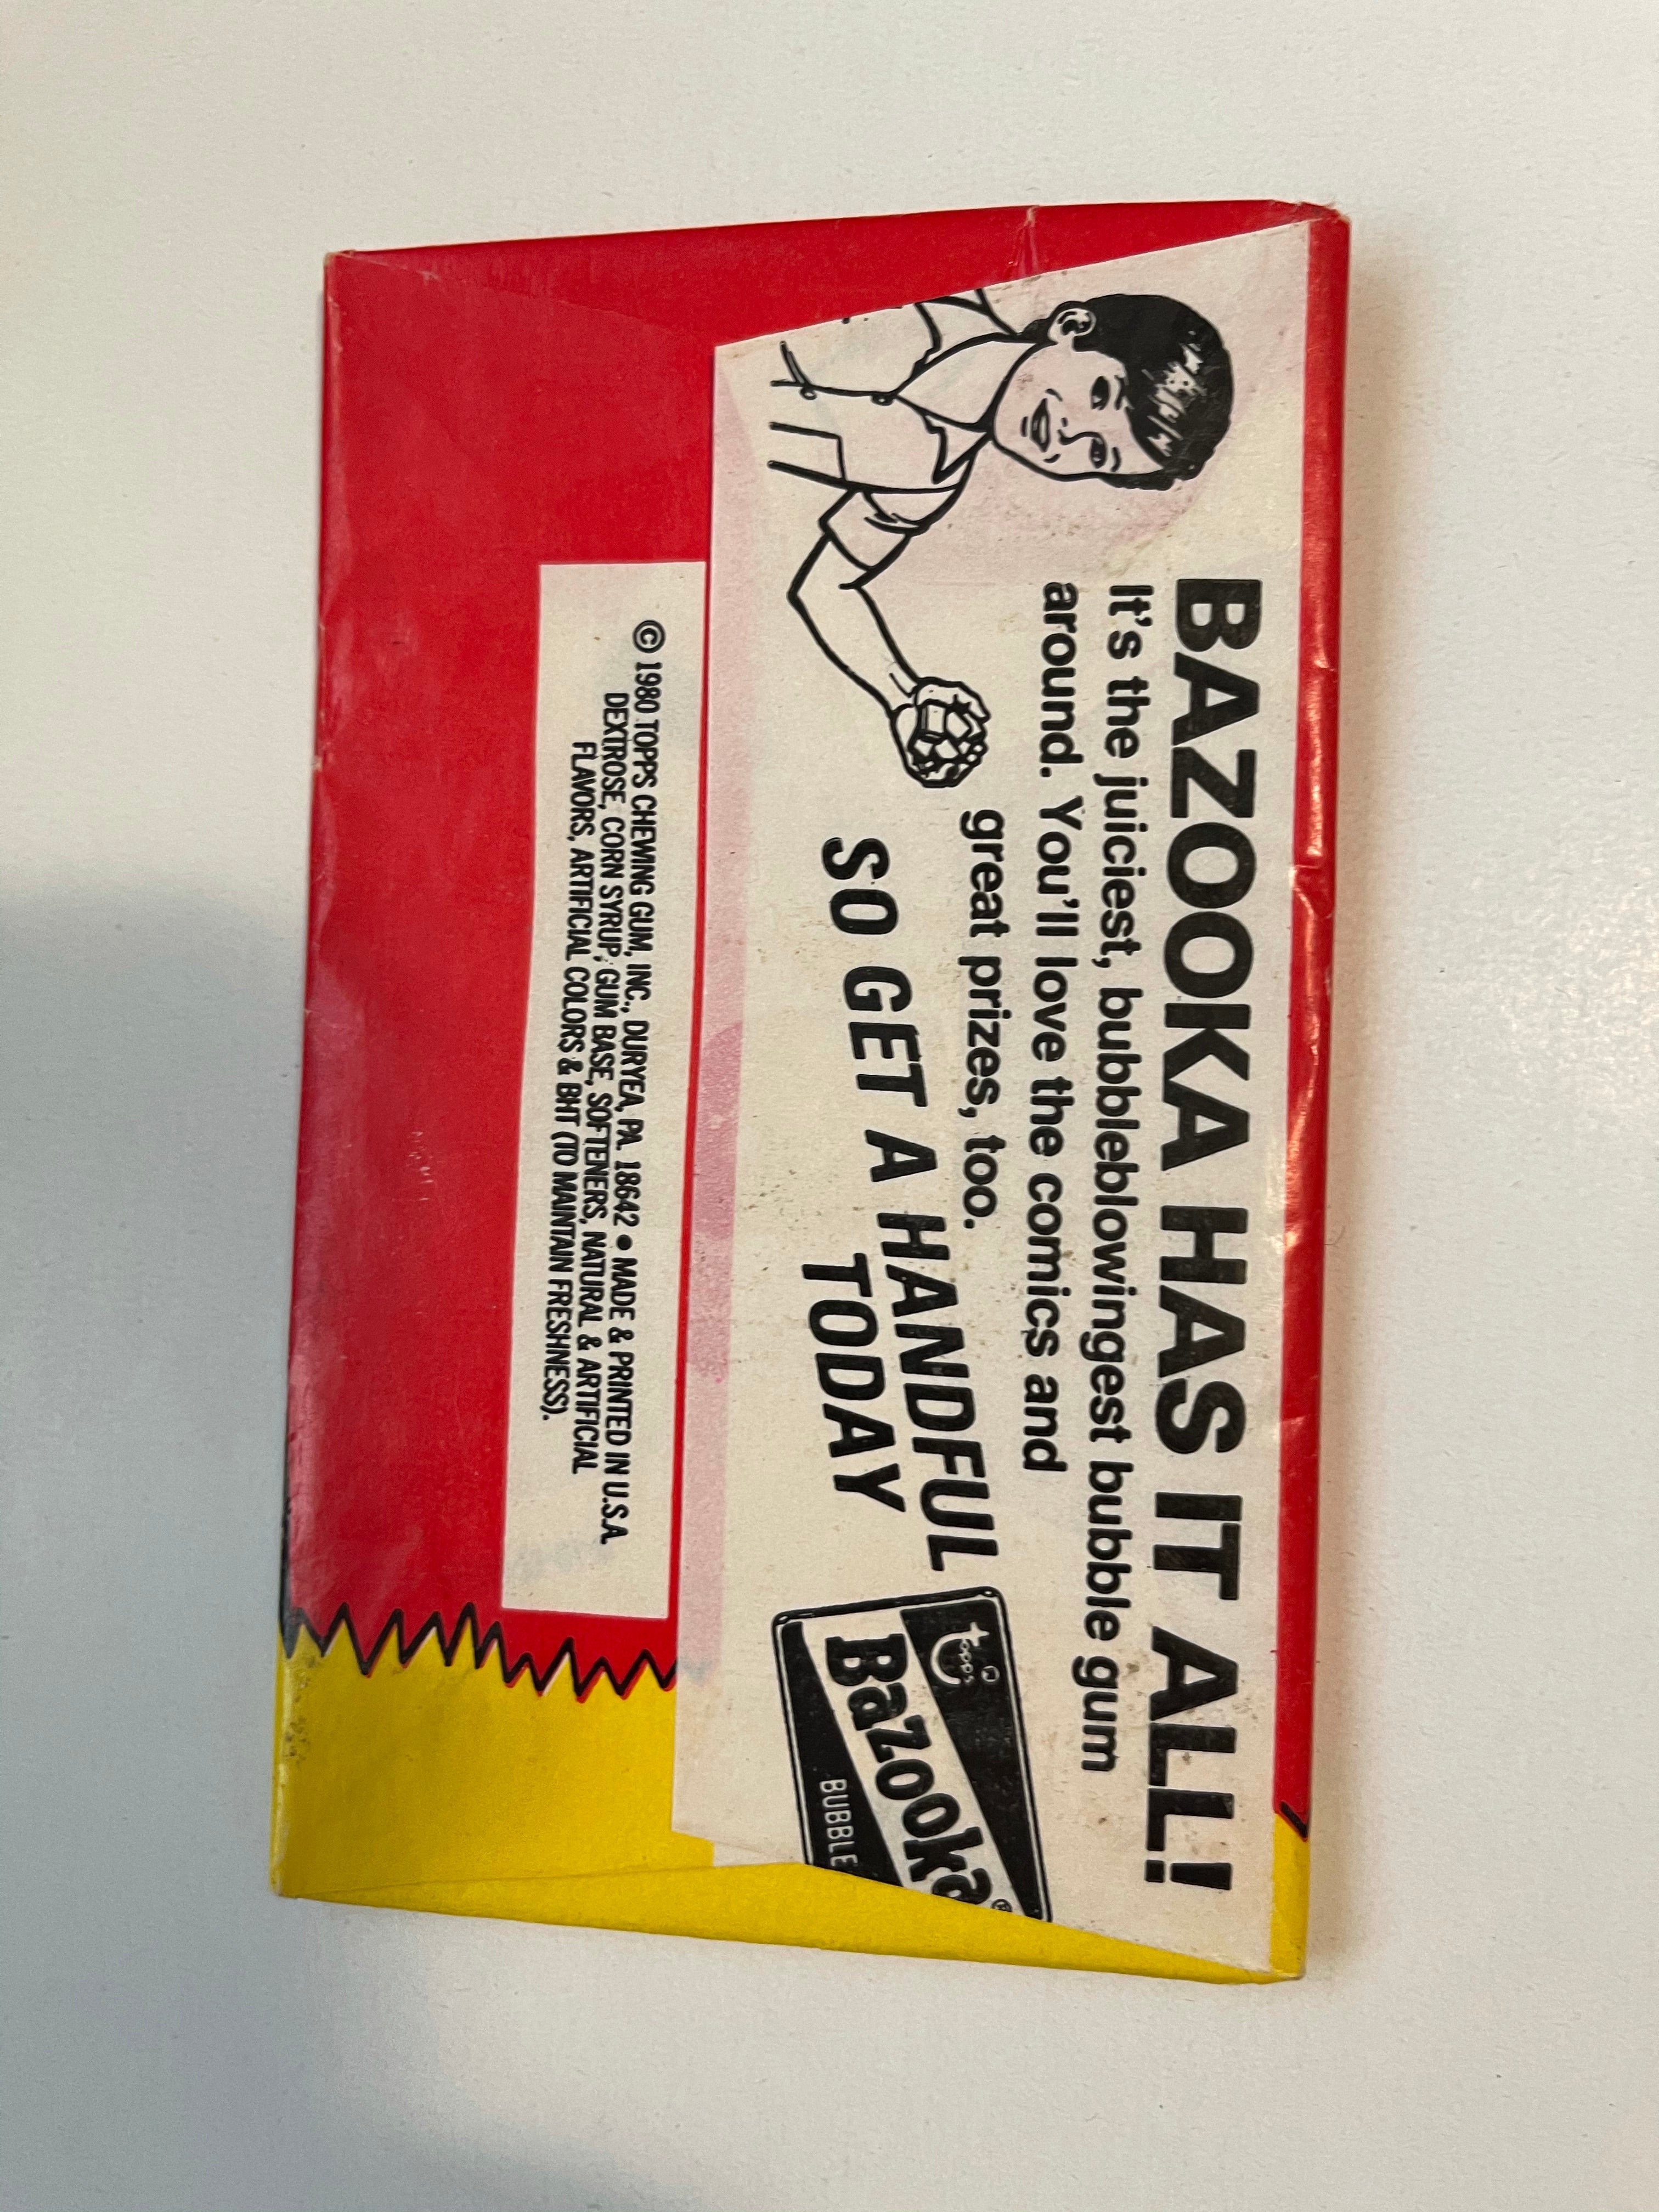 BAZOOKA HAS IT ALL!
It's the juiciest, bubbleblowingest bubble gum
around. You'll love the comics and
great prizes, too.
SO GET A HANDFUL
TODAY
topps
Bazooka®
BUBBLE
© 1980 TOPPS CHEWING GUM, INC., DURYEA, PA. 18642 • MADE & PRINTED IN U.S.A.
DEXTROSE, CORN SYRUP, GUM BASE, SOFTENERS, NATURAL & ARTIFICIAL
FLAVORS, ARTIFICIAL COLORS & BHT (TO MAINTAIN FRESHNESS).